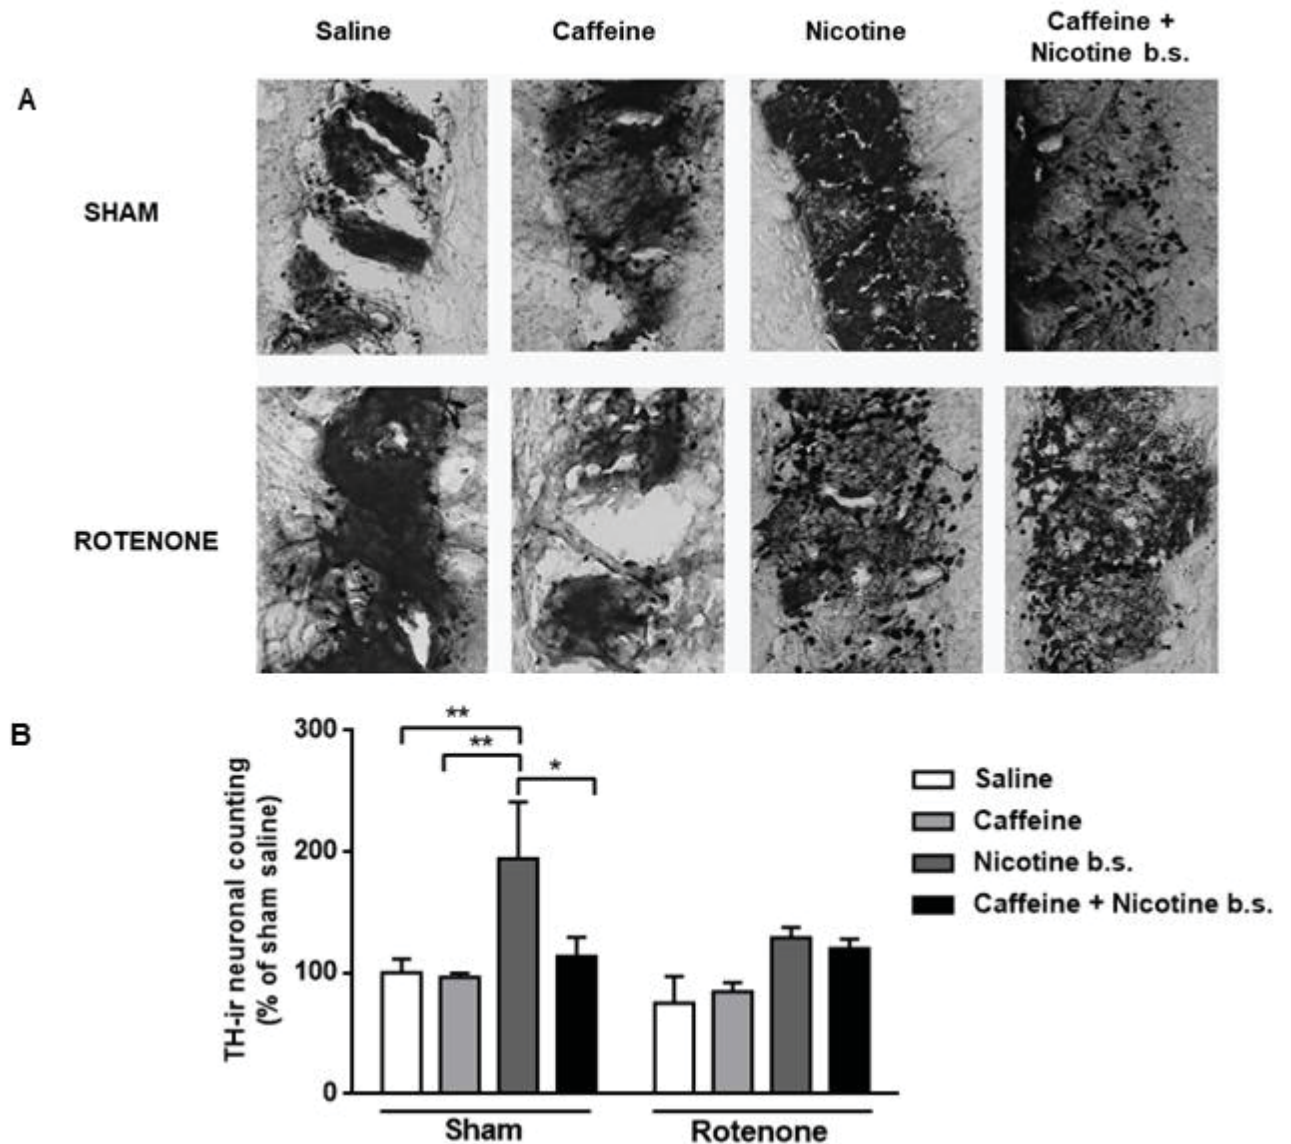 Saline
Caffeine
Nicotine
Caffeine +
Nicotine b.s.
A
SHAM
ROTENONE
B
TH-ir neuronal counting
(% of sham saline)
300
200
100
0
**
**
*
Saline
Caffeine
Nicotine b.s.
Caffeine + Nicotine b.s.
Sham
Rotenone